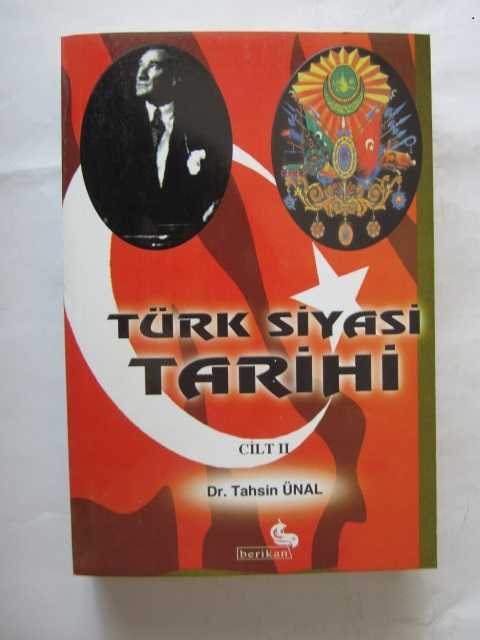 TÜRK SİYASİ
TARİHİ
CİLT II
Dr. Tahsin ÜNAL
berikan